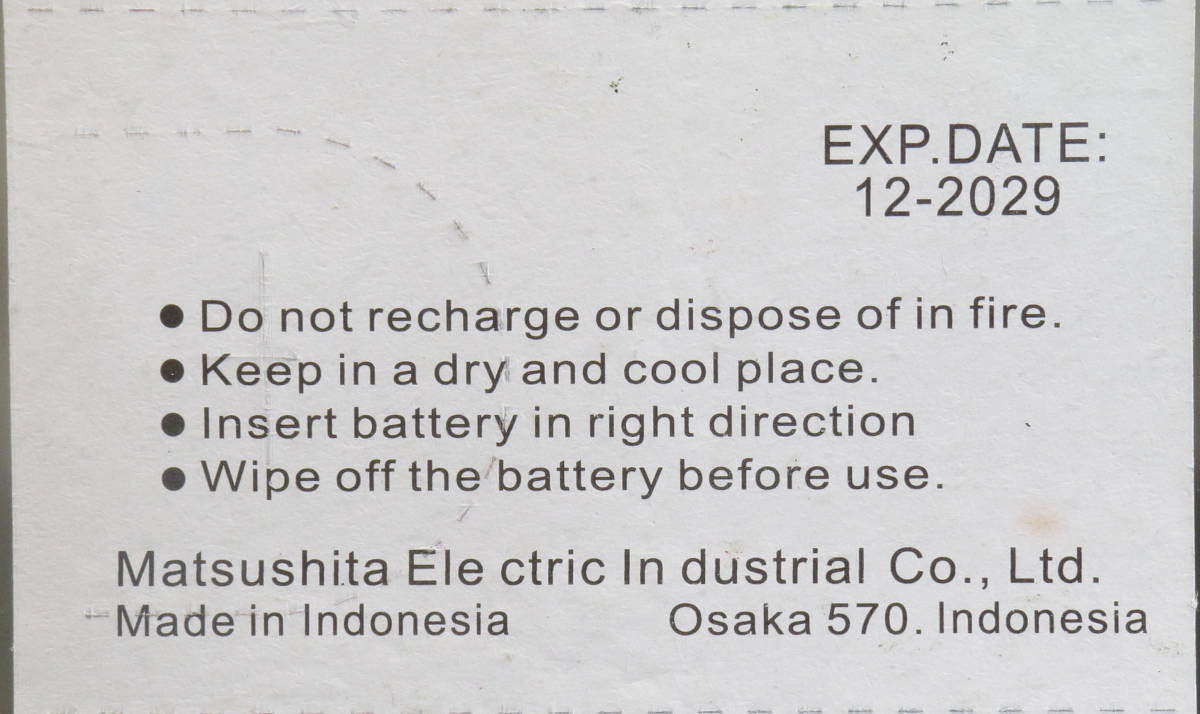 EXP.DATE:
12-2029
● Do not recharge or dispose of in fire.
● Keep in a dry and cool place.
● Insert battery in right direction
● Wipe off the battery before use.
Matsushita Ele ctric In dustrial Co., Ltd.
Made in Indonesia Osaka 570. Indonesia